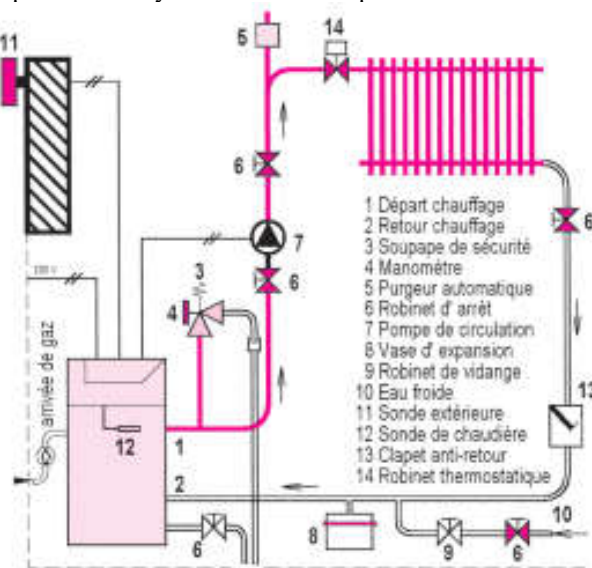 11
5
14
6
7
6
3
4
6
1 Départ chauffage
2 Retour chauffage
3 Soupape de sécurité
4 Manomètre
5 Purgeur automatique
6 Robinet d' arrêt
7 Pompe de circulation
8 Vase d' expansion
9 Robinet de vidange
10 Eau froide
11 Sonde extérieure
12 Sonde de chaudière
13 Clapet anti-retour
14 Robinet thermostatique
arrivée de gaz
12
1
2
13
6
8
9
6
10